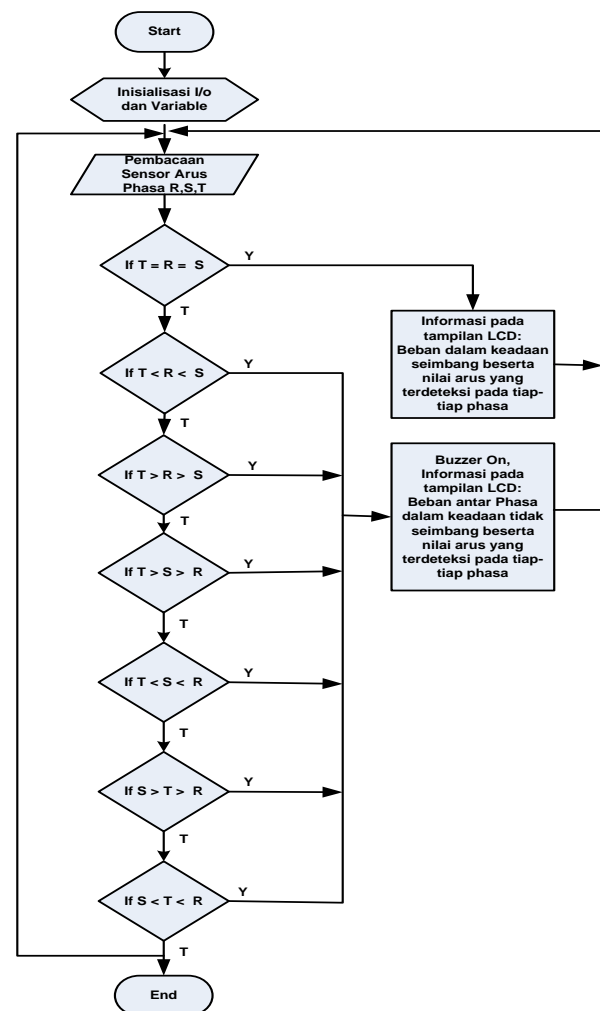 Start
Inisialisasi I/o
dan Variable
Pembacaan
Sensor Arus
Phasa R,S,T
If T = R = S
Y
T
Informasi pada
tampilan LCD:
Beban dalam keadaan
seimbang beserta
nilai arus yang
terdeteksi pada tiap-
tiap phasa
If T < R < S
Y
T
If T > R > S
Y
T
Buzzer On,
Informasi pada
tampilan LCD:
Beban antar Phasa
dalam keadaan tidak
seimbang beserta
nilai arus yang
terdeteksi pada tiap-
tiap phasa
If T > S > R
Y
T
If T < S < R
Y
T
If S > T > R
Y
T
If S < T < R
Y
T
End